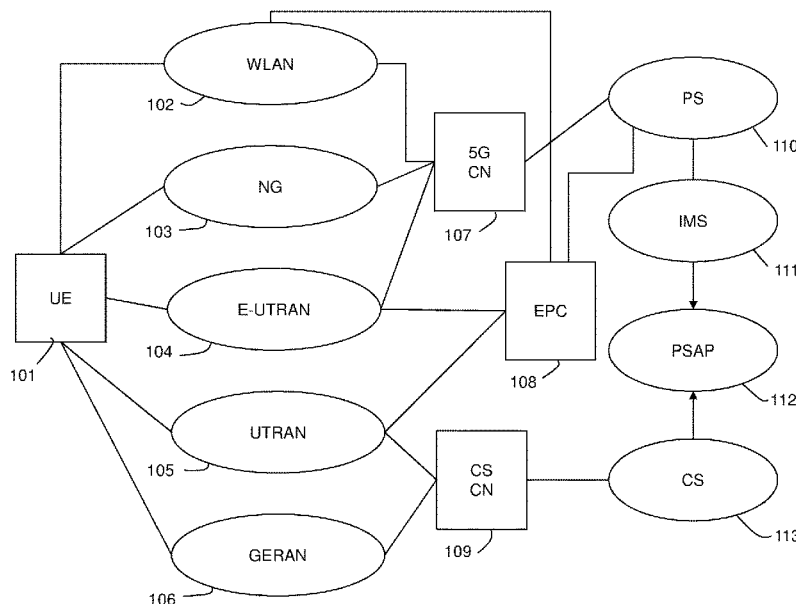 WLAN
102
NG
103
UE
101
E-UTRAN
104
UTRAN
105
GERAN
106
5G
CN
107
EPC
108
CS
CN
109
PS
110
IMS
111
PSAP
112
CS
113